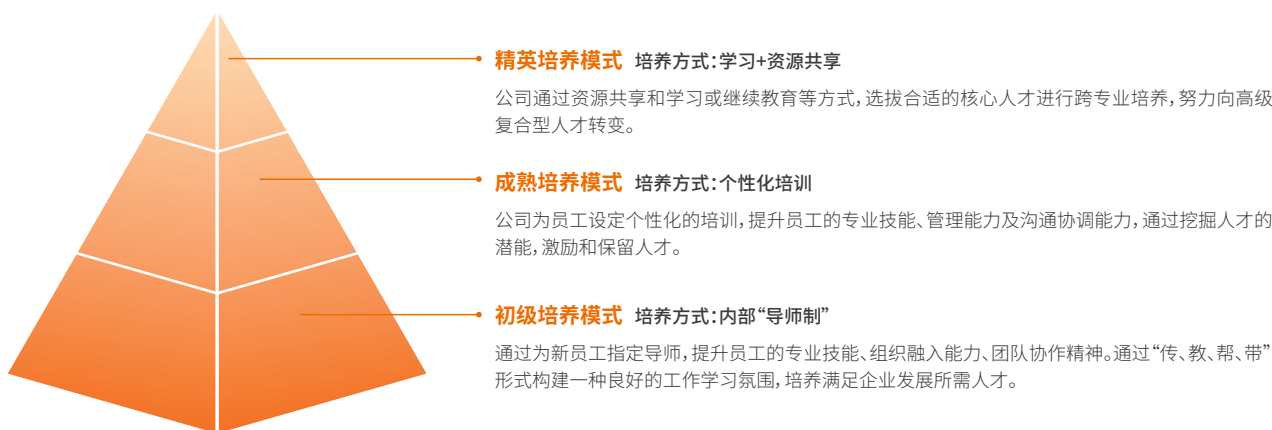 精英培养模式 培养方式:学习+资源共享
公司通过资源共享和学习或继续教育等方式,选拔合适的核心人才进行跨专业培养,努力向高级
复合型人才转变。
成熟培养模式 培养方式:个性化培训
公司为员工设定个性化的培训,提升员工的专业技能、管理能力及沟通协调能力,通过挖掘人才的
潜能,激励和保留人才。
初级培养模式 培养方式:内部“导师制”
通过为新员工指定导师,提升员工的专业技能、组织融入能力、团队协作精神。通过“传、教、帮、带”
形式构建一种良好的工作学习氛围,培养满足企业发展所需人才。